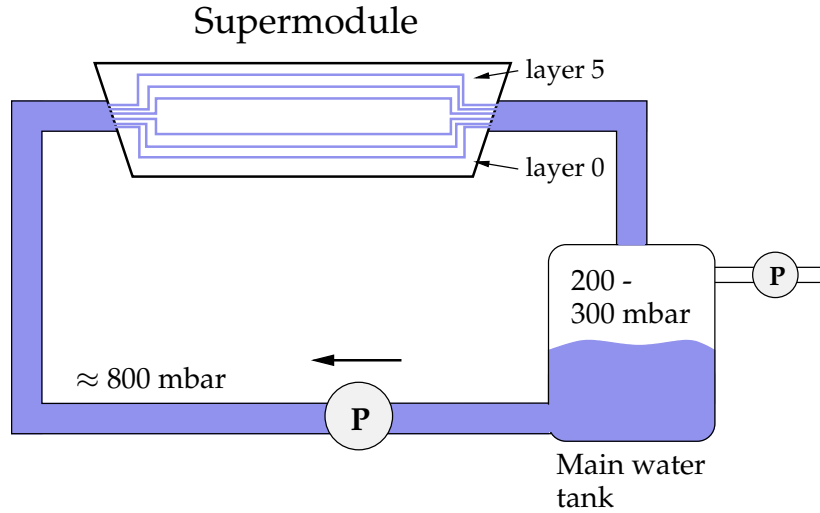 Supermodule
layer 5
layer 0
200 -
300 mbar
P
≈ 800 mbar
P
Main water
tank